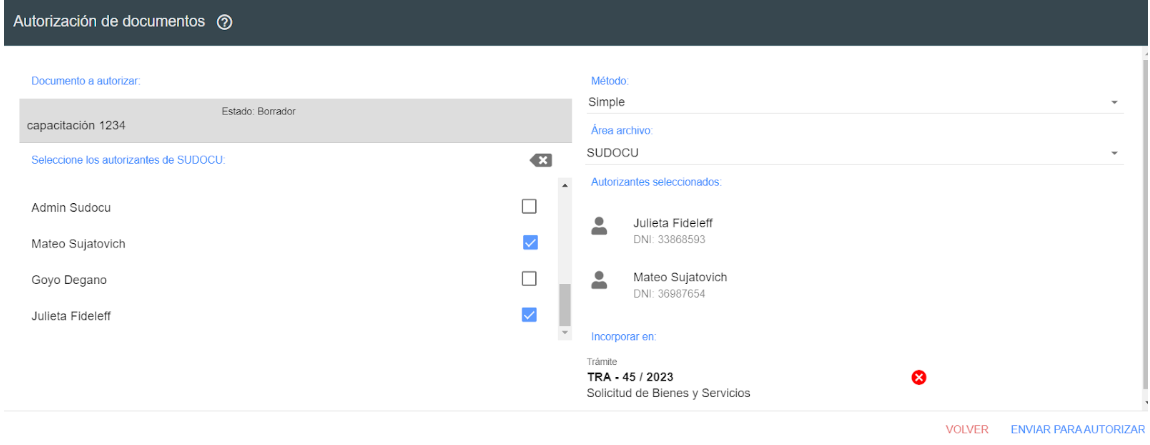 Autorización de documentos
Documento a autorizar:
Estado: Borrador
capacitación 1234
Seleccione los autorizantes de SUDOCU:
Admin Sudocu
Mateo Sujatovich
Goyo Degano
Julieta Fideleff
Método:
Simple
Área archivo:
SUDOCU
Autorizantes seleccionados:
Julieta Fideleff
DNI: 33868593
Mateo Sujatovich
DNI: 36987654
Incorporar en:
Trámite
TRA - 45 / 2023
Solicitud de Bienes y Servicios
VOLVER ENVIAR PARA AUTORIZAR